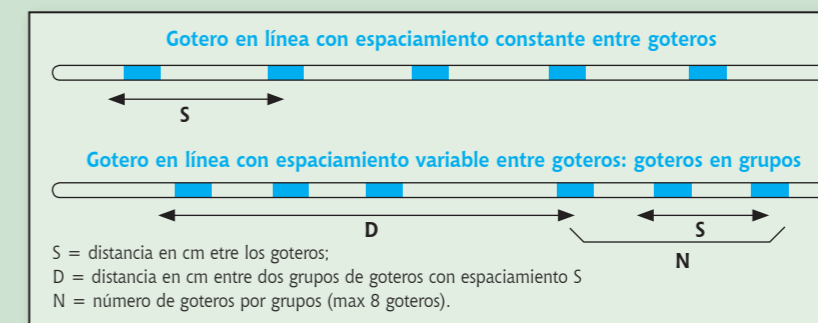 Gotero en línea con espaciamiento constante entre goteros
S
Gotero en línea con espaciamiento variable entre goteros: goteros en grupos
D
S
N
S = distancia en cm etre los goteros;
D = distancia en cm entre dos grupos de goteros con espaciamiento S
N = número de goteros por grupos (max 8 goteros).